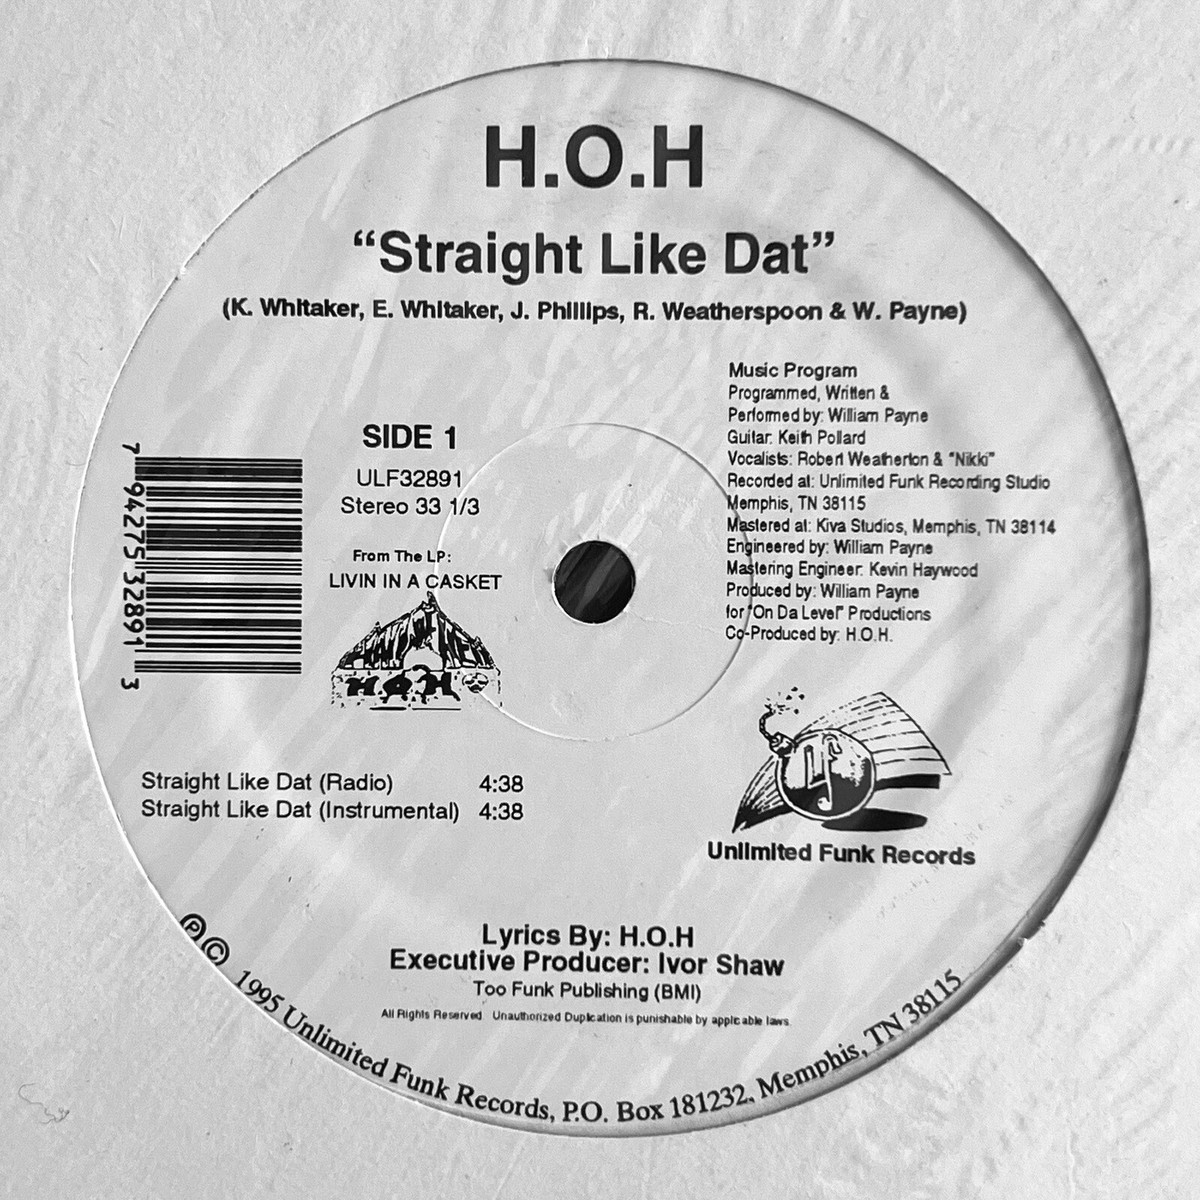 H.O.H
“Straight Like Dat”
(K. Whitaker, E. Whitaker, J. Phillips, R. Weatherspoon & W. Payne)
SIDE 1
ULF32891
Stereo 33 1/3
From The LP:
LIVIN IN A CASKET
H.O.H
7 94275 32891 3
Music Program
Programmed, Written &
Performed by: William Payne
Guitar: Keith Pollard
Vocalists: Robert Weatherton & "Nikki"
Recorded at: Unlimited Funk Recording Studio
Memphis, TN 38115
Mastered at: Kiva Studios, Memphis, TN 38114
Engineered by: William Payne
Mastering Engineer: Kevin Haywood
Produced by: William Payne
for "On Da Level" Productions
Co-Produced by: H.O.H.
Straight Like Dat (Radio) 4:38
Straight Like Dat (Instrumental) 4:38
UF
Unlimited Funk Records
Lyrics By: H.O.H
Executive Producer: Ivor Shaw
Too Funk Publishing (BMI)
All Rights Reserved. Unauthorized Duplication is punishable by applicable laws.
℗ © 1995 Unlimited Funk Records, P.O. Box 181232, Memphis, TN 38115